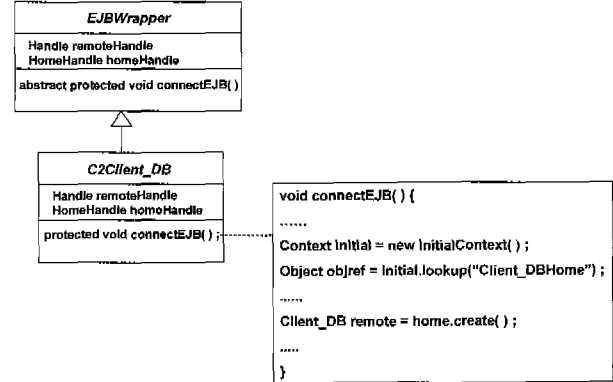 EJBWrapper
Handle remoteHandle
HomeHandle homeHandle
abstract protected void connectEJB( )
C2Client_DB
Handle remoteHandle
HomeHandle homoHandle
protected void connectEJB( ) ;
void connectEJB( ) {
......
Context initial = new InitialContext( ) ;
Object objref = initial.lookup("Client_DBHome") ;
......
Client_DB remote = home.create( ) ;
.....
}